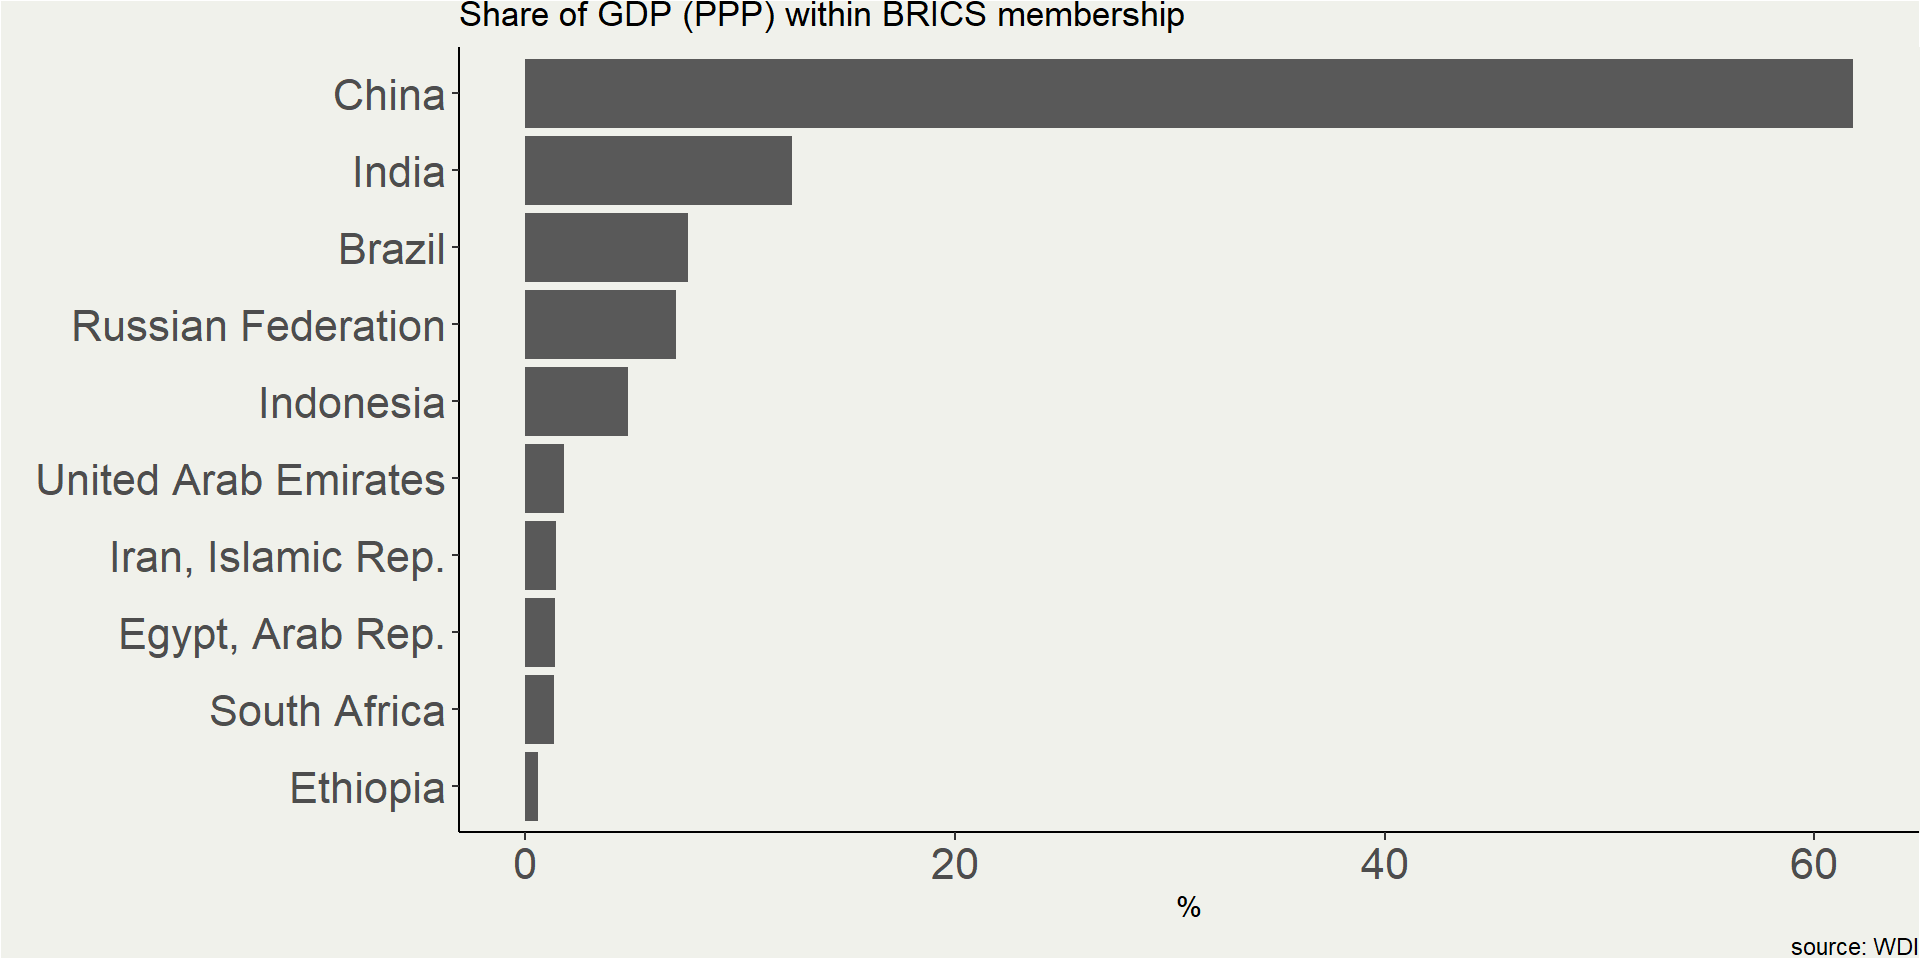 Share of GDP (PPP) within BRICS membership
China
India
Brazil
Russian Federation
Indonesia
United Arab Emirates
Iran, Islamic Rep.
Egypt, Arab Rep.
South Africa
Ethiopia
0 20 40 60
%
source: WDI